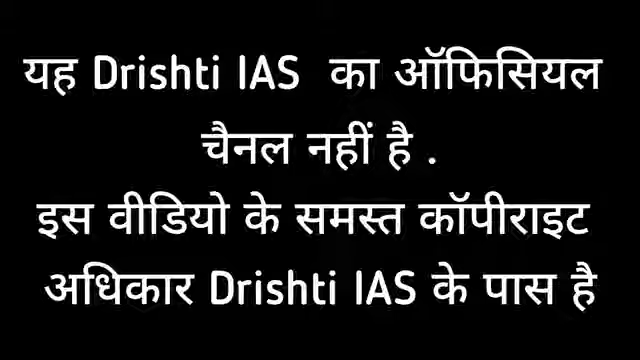 यह Drishti IAS का ऑफिसियल
चैनल नहीं है .
इस वीडियो के समस्त कॉपीराइट
अधिकार Drishti IAS के पास है